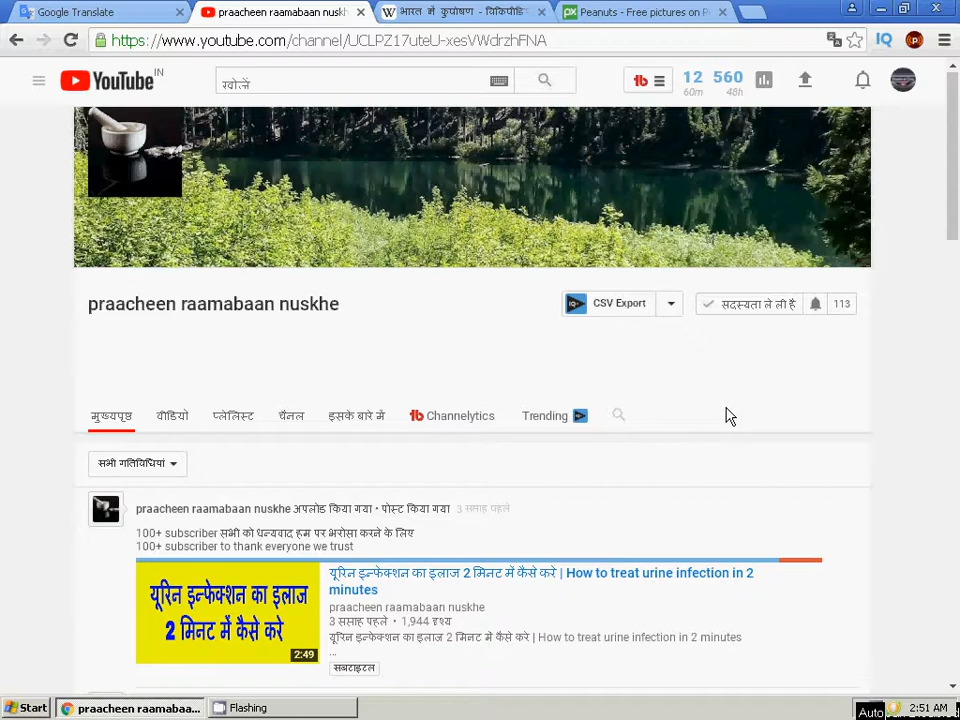 Google Translate
praacheen raamabaan nuskh
भारत में कुपोषण - विकिपीडि
Peanuts - Free pictures on P
https://www.youtube.com/channel/UCLPZ17uteU-xesVWdrzhFNA
YouTube IN
खोजें
tb
12 560
60m 48h
praacheen raamabaan nuskhe
CSV Export
सदस्यता ले ली है
113
मुख्यपृष्ठ वीडियो प्लेलिस्ट चैनल इसके बारे में Channelytics Trending
सभी गतिविधियां
praacheen raamabaan nuskhe अपलोड किया गया • पोस्ट किया गया 3 सप्ताह पहले
100+ subscriber सभी को धन्यवाद हम पर भरोसा करने के लिए
100+ subscriber to thank everyone we trust
यूरिन इन्फेक्शन का इलाज
2 मिनट में कैसे करे
2:49
यूरिन इन्फेक्शन का इलाज 2 मिनट में कैसे करे | How to treat urine infection in 2
minutes
praacheen raamabaan nuskhe
3 सप्ताह पहले • 1,944 दृश्य
यूरिन इन्फेक्शन का इलाज 2 मिनट में कैसे करे | How to treat urine infection in 2 minutes
...
सबटाइटल
Start
praacheen raamabaa...
Flashing
2:51 AM